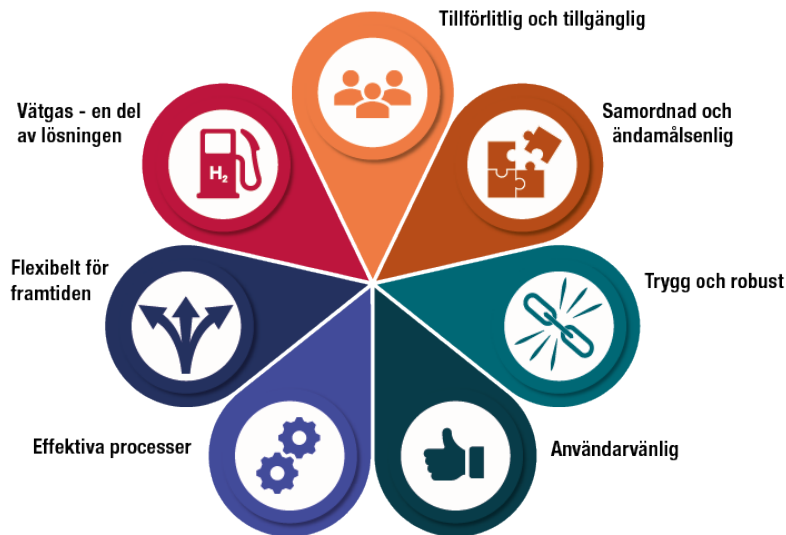 Tillförlitlig och tillgänglig
Samordnad och
ändamålsenlig
Trygg och robust
Användarvänlig
Effektiva processer
Flexibelt för
framtiden
Vätgas - en del
av lösningen
H₂